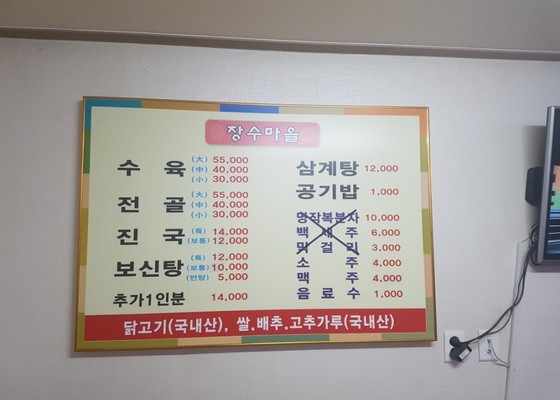 장수마을
수 육 (大) 55,000
(中) 40,000
(小) 30,000
전 골 (大) 55,000
(中) 40,000
(小) 30,000
진 국 (특) 14,000
(보통) 12,000
보신탕 (특) 12,000
(보통) 10,000
(반탕) 5,000
추가1인분 14,000
삼계탕 12,000
공기밥 1,000
명작복분자 10,000
백 세 주 6,000
막 걸 리 3,000
소 주 4,000
맥 주 4,000
음 료 수 1,000
닭고기(국내산), 쌀.배추.고추가루(국내산)